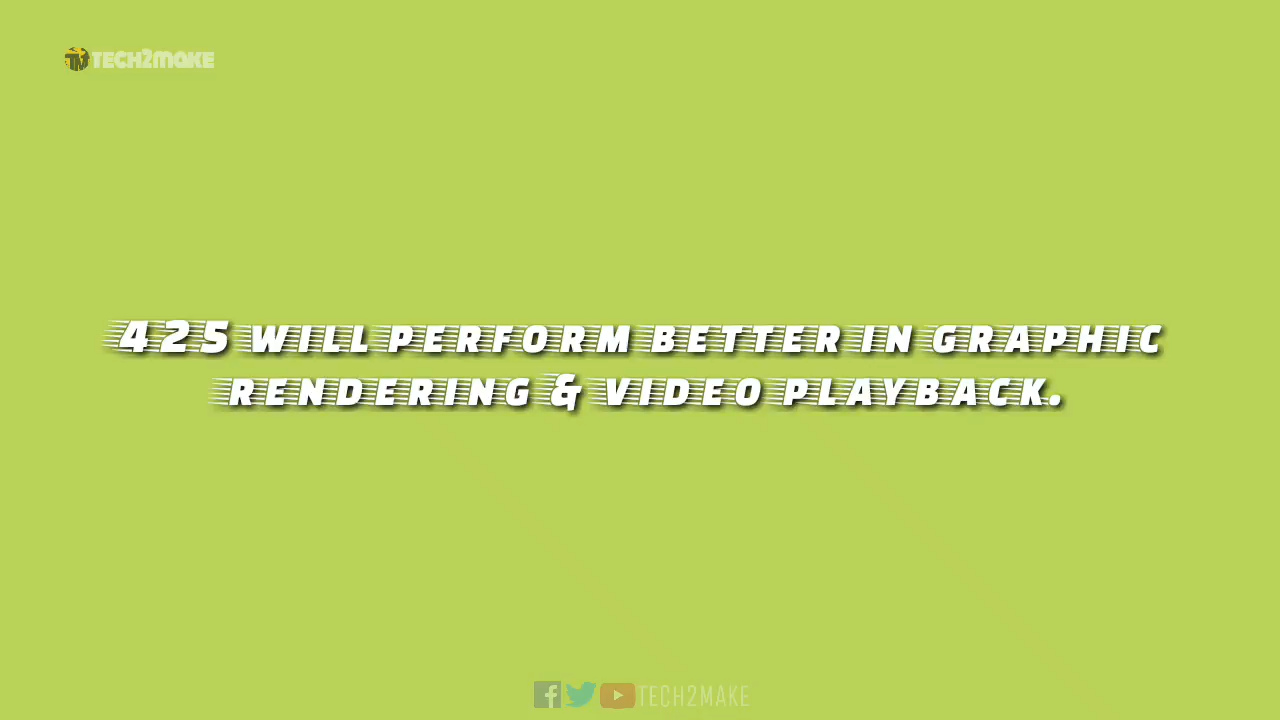 TECH2MAKE
425 WILL PERFORM BETTER IN GRAPHIC
RENDERING & VIDEO PLAYBACK.
TECH2MAKE